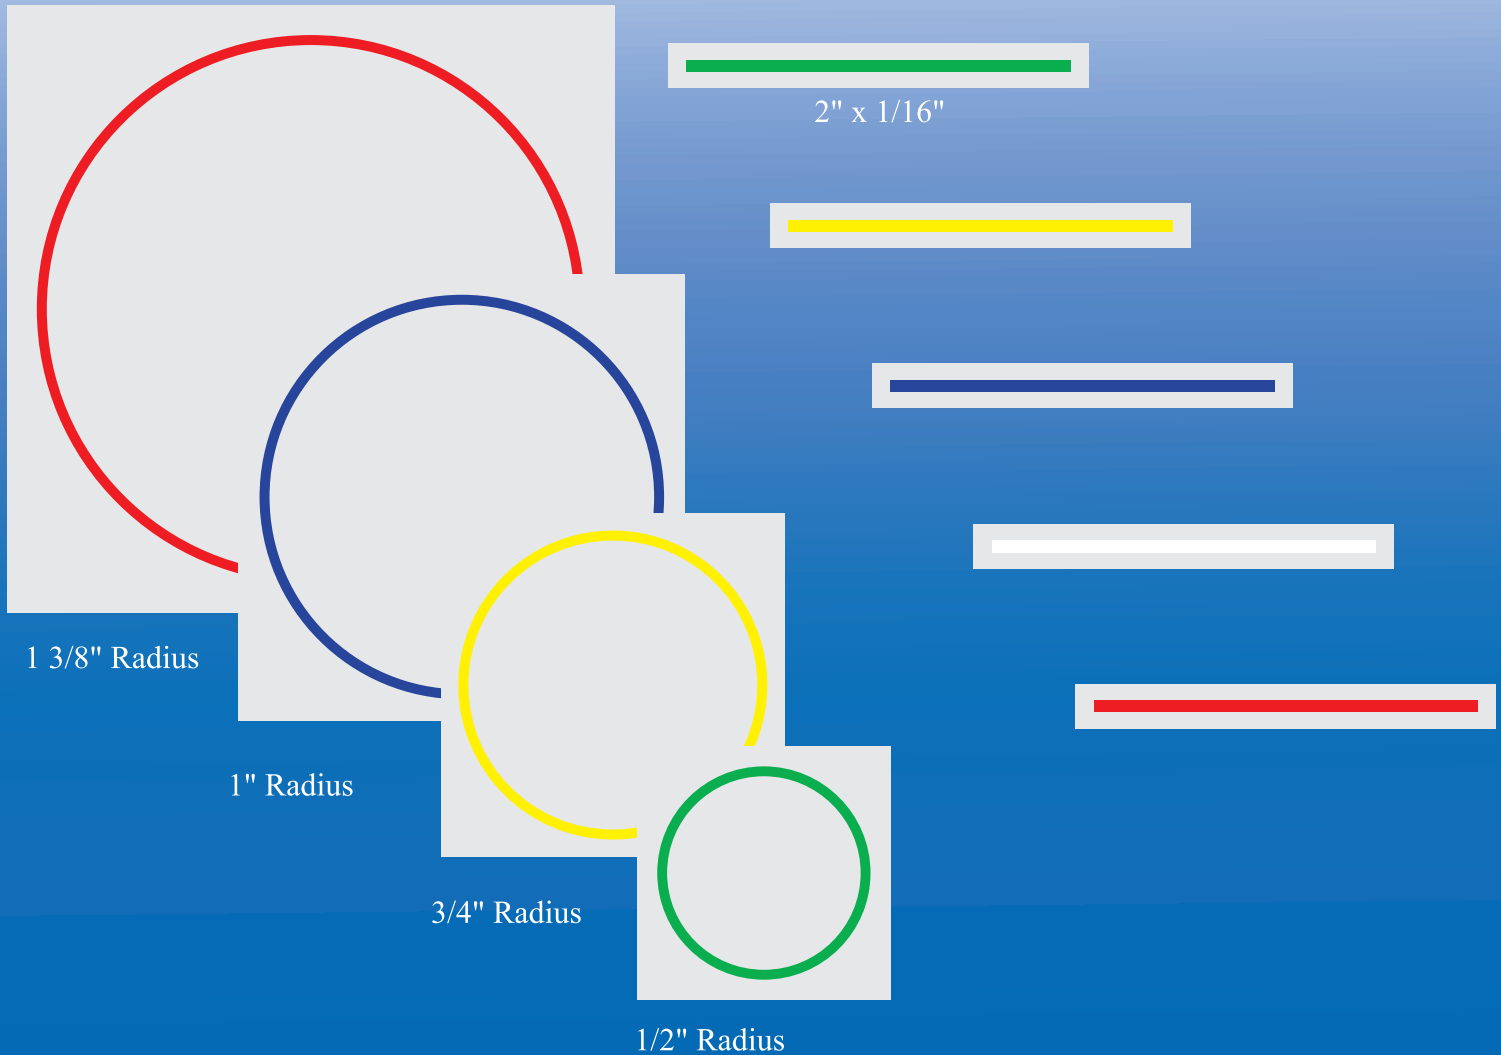 2" x 1/16"
1 3/8" Radius
1" Radius
3/4" Radius
1/2" Radius